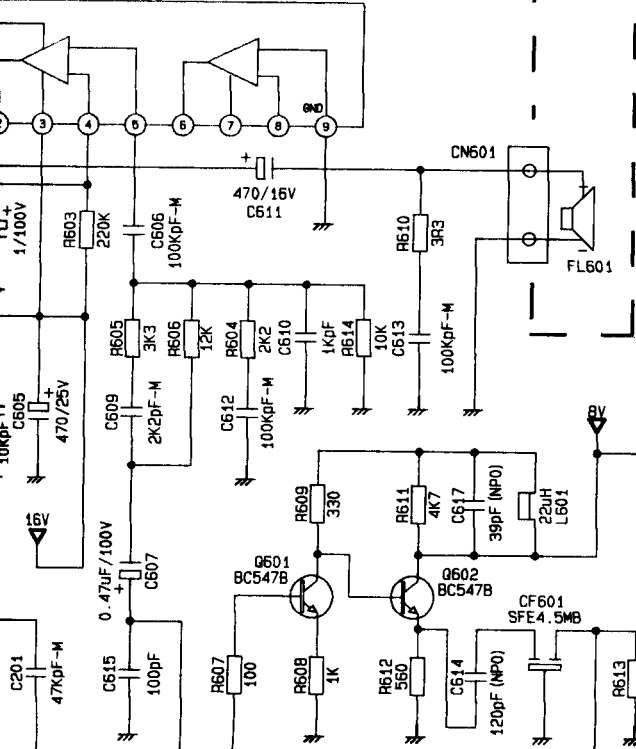 GND
3
4
5
6
7
8
9
CN601
+
470/16V
C611
1/100V
R603
220K
C606
100KpF-M
R610
3R3
+
-
FL601
R605
3K3
R606
12K
R604
2K2
C610
1KpF
R614
10K
C613
100KpF-M
C605
+
470/25V
C609
2K2pF-M
C612
100KpF-M
8V
16V
0.47uF/100V
+
C607
R609
330
R611
4K7
C617
39pF (NPO)
22uH
L601
Q601
BC547B
Q602
BC547B
CF601
SFE4.5MB
C201
47KpF-M
C615
100pF
R607
100
R608
1K
R612
560
C614
120pF (NPO)
R613